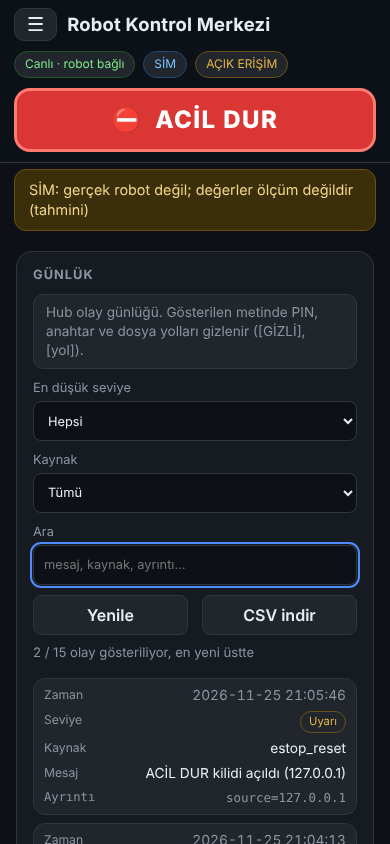 ☰ Robot Kontrol Merkezi
Canlı · robot bağlı SİM AÇIK ERİŞİM
⛔ ACİL DUR
SİM: gerçek robot değil; değerler ölçüm değildir
(tahmini)
GÜNLÜK
Hub olay günlüğü. Gösterilen metinde PIN,
anahtar ve dosya yolları gizlenir ([GİZLİ],
[yol]).
En düşük seviye
Hepsi
Kaynak
Tümü
Ara
mesaj, kaynak, ayrıntı...
Yenile CSV indir
2 / 15 olay gösteriliyor, en yeni üstte
Zaman 2026-11-25 21:05:46
Seviye Uyarı
Kaynak estop_reset
Mesaj ACİL DUR kilidi açıldı (127.0.0.1)
Ayrıntı source=127.0.0.1
Zaman 2026-11-25 21:04:13